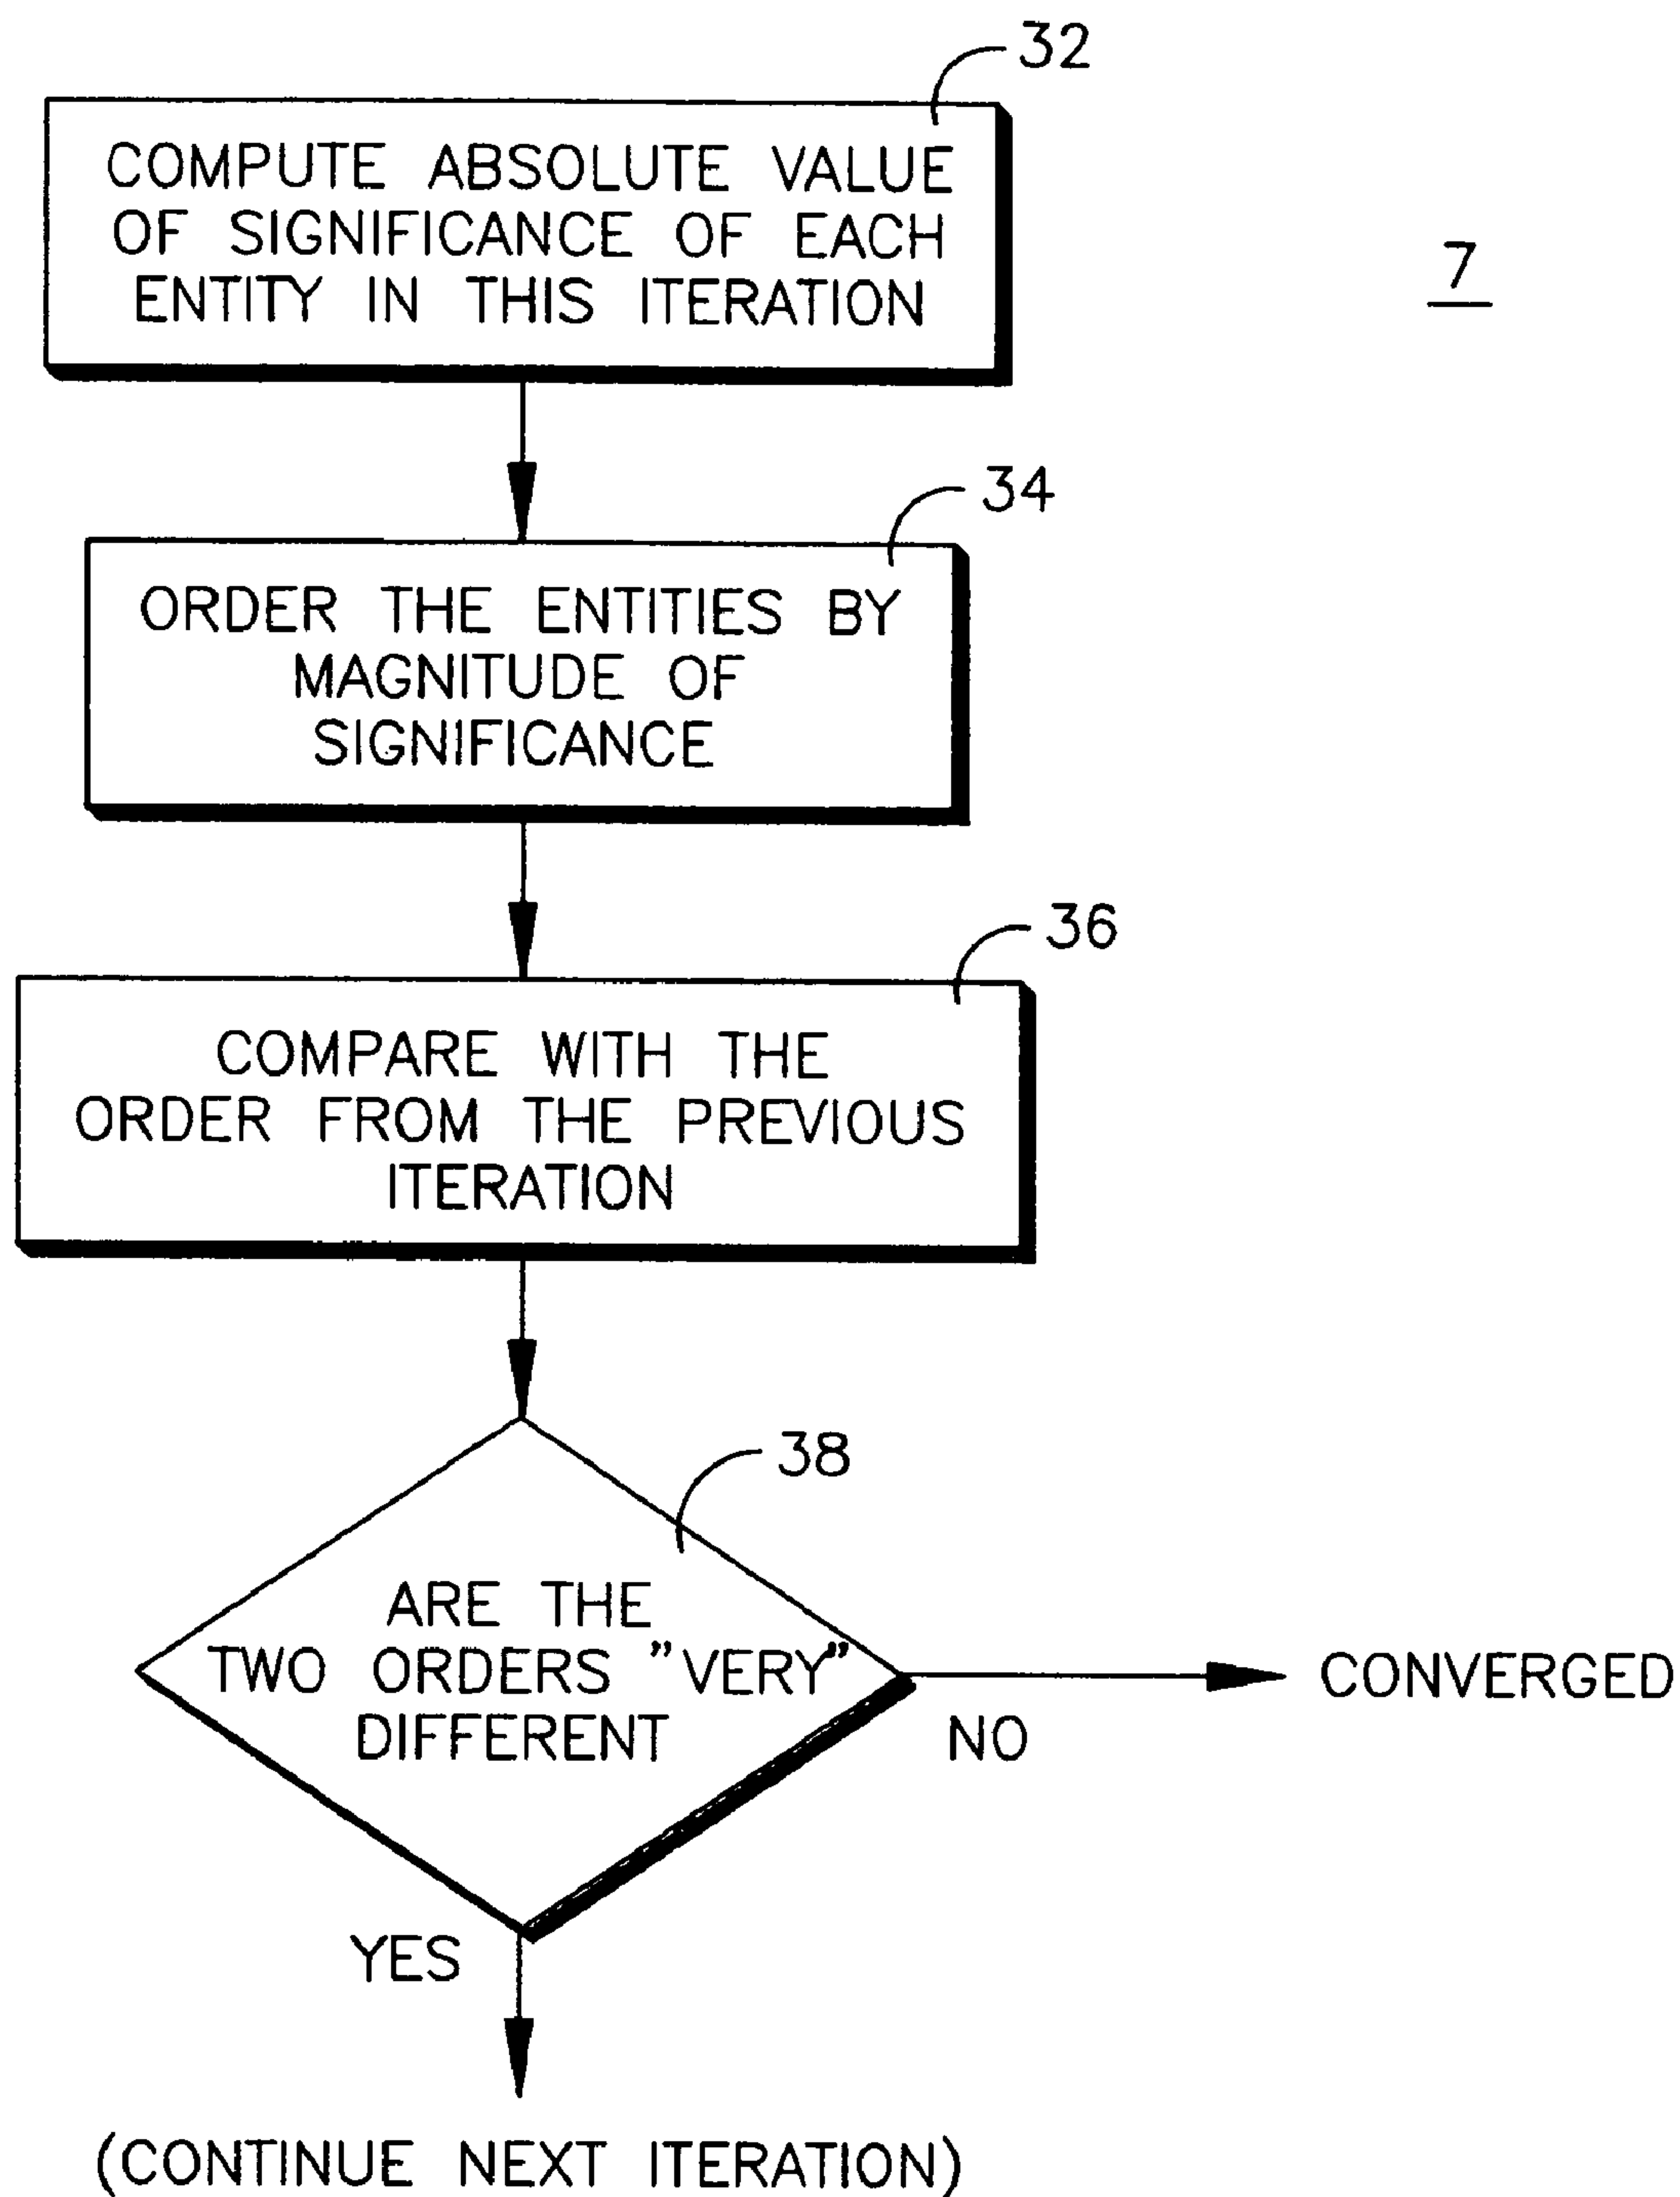 32
COMPUTE ABSOLUTE VALUE
OF SIGNIFICANCE OF EACH
ENTITY IN THIS ITERATION
7
34
ORDER THE ENTITIES BY
MAGNITUDE OF
SIGNIFICANCE
36
COMPARE WITH THE
ORDER FROM THE PREVIOUS
ITERATION
38
ARE THE
TWO ORDERS "VERY"
DIFFERENT
CONVERGED
NO
YES
(CONTINUE NEXT ITERATION)